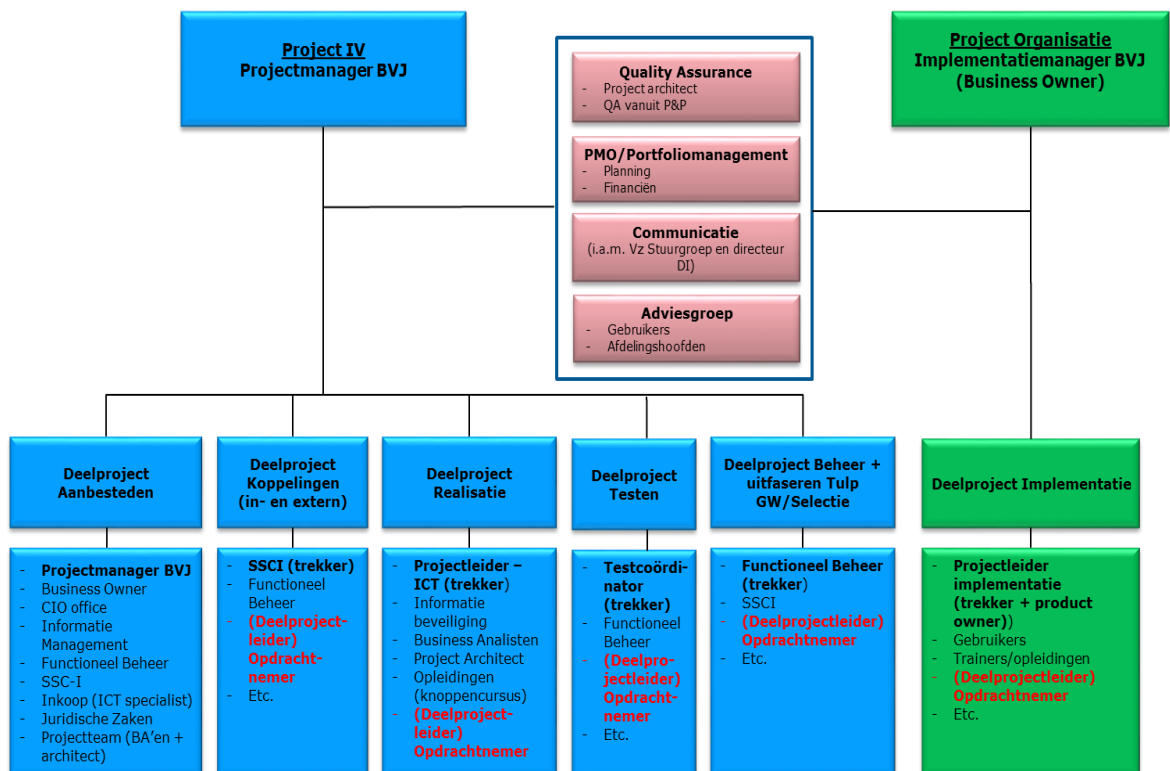 Project IV
Projectmanager BVJ
Project Organisatie
Implementatiemanager BVJ
(Business Owner)
Quality Assurance
- Project architect
- QA vanuit P&P
PMO/Portfoliomanagement
- Planning
- Financiën
Communicatie
(i.a.m. Vz Stuurgroep en directeur
DI)
Adviesgroep
- Gebruikers
- Afdelingshoofden
Deelproject
Aanbesteden
Deelproject
Koppelingen
(in- en extern)
Deelproject
Realisatie
Deelproject
Testen
Deelproject Beheer +
uitfaseren Tulp
GW/Selectie
Deelproject Implementatie
- Projectmanager BVJ
- Business Owner
- CIO office
- Informatie
Management
- Functioneel Beheer
- SSC-I
- Inkoop (ICT specialist)
- Juridische Zaken
- Projectteam (BA'en +
architect)
- SSCI (trekker)
- Functioneel
Beheer
- (Deelproject-
leider)
Opdracht-
nemer
- Etc.
- Projectleider –
ICT (trekker)
- Informatie
beveiliging
- Business Analisten
- Project Architect
- Opleidingen
(knoppencursus)
- (Deelproject-
leider)
Opdrachtnemer
- Testcoördi-
nator
(trekker)
- Functioneel
Beheer
- (Deelpro-
jectleider)
Opdracht-
nemer
- Etc.
- Functioneel Beheer
(trekker)
- SSCI
- (Deelprojectleider)
Opdrachtnemer
- Etc.
- Projectleider
implementatie
(trekker + product
owner))
- Gebruikers
- Trainers/opleidingen
- (Deelprojectleider)
Opdrachtnemer
- Etc.